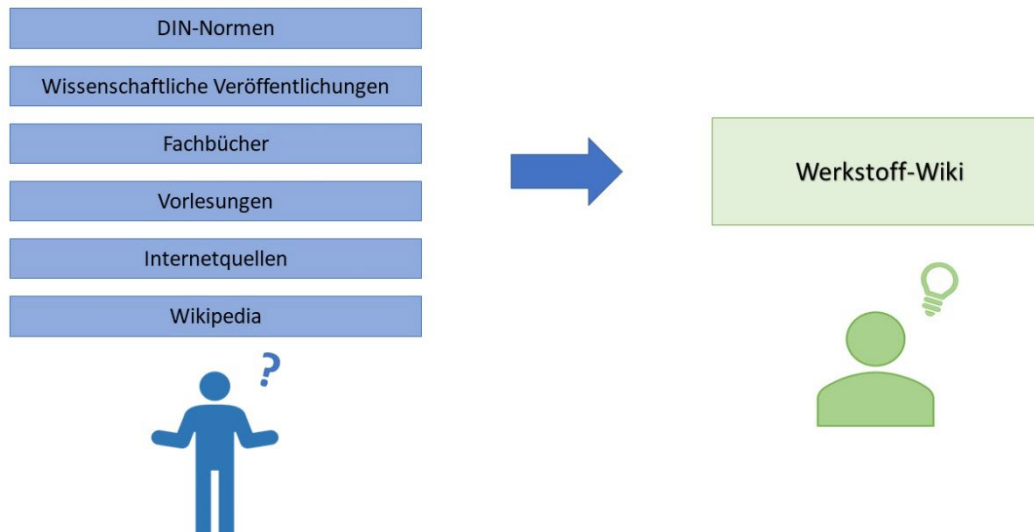 DIN-Normen
Wissenschaftliche Veröffentlichungen
Fachbücher
Vorlesungen
Internetquellen
Wikipedia
?
Werkstoff-Wiki